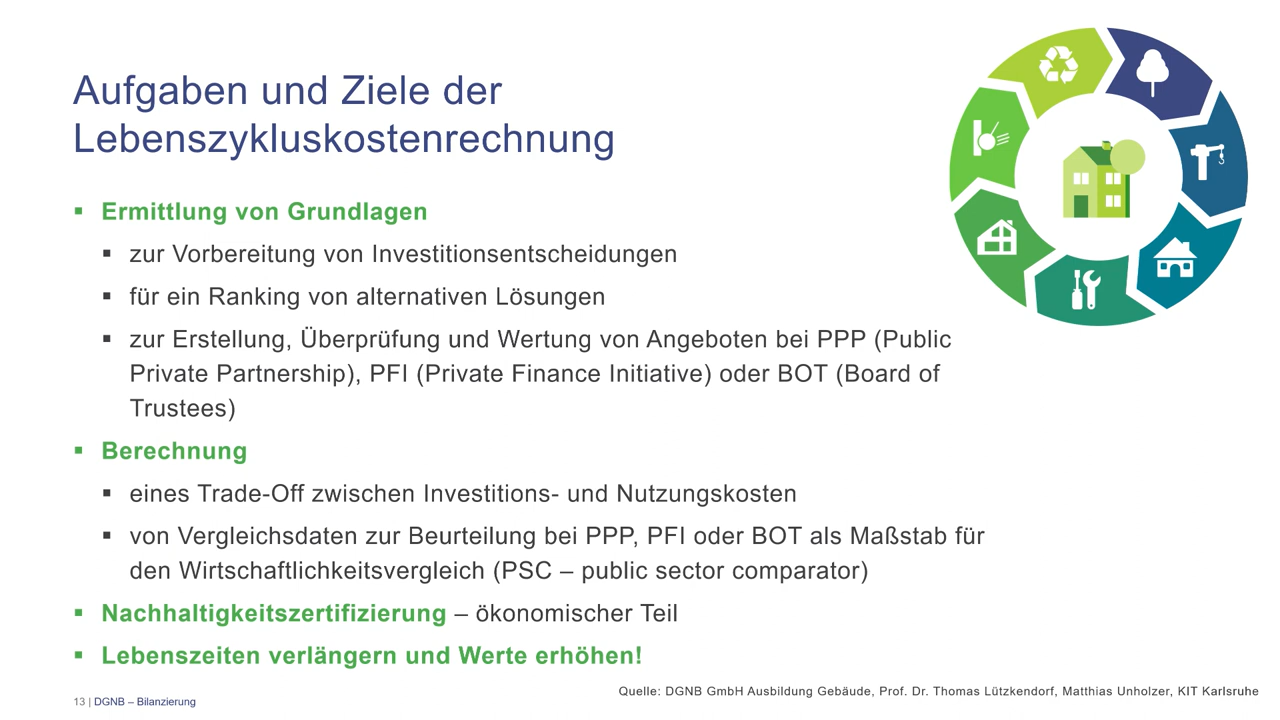 Aufgaben und Ziele der
Lebenszykluskostenrechnung
▪ Ermittlung von Grundlagen
▪ zur Vorbereitung von Investitionsentscheidungen
▪ für ein Ranking von alternativen Lösungen
▪ zur Erstellung, Überprüfung und Wertung von Angeboten bei PPP (Public
Private Partnership), PFI (Private Finance Initiative) oder BOT (Board of
Trustees)
▪ Berechnung
▪ eines Trade-Off zwischen Investitions- und Nutzungskosten
▪ von Vergleichsdaten zur Beurteilung bei PPP, PFI oder BOT als Maßstab für
den Wirtschaftlichkeitsvergleich (PSC – public sector comparator)
▪ Nachhaltigkeitszertifizierung – ökonomischer Teil
▪ Lebenszeiten verlängern und Werte erhöhen!
Quelle: DGNB GmbH Ausbildung Gebäude, Prof. Dr. Thomas Lützkendorf, Matthias Unholzer, KIT Karlsruhe
13 | DGNB – Bilanzierung